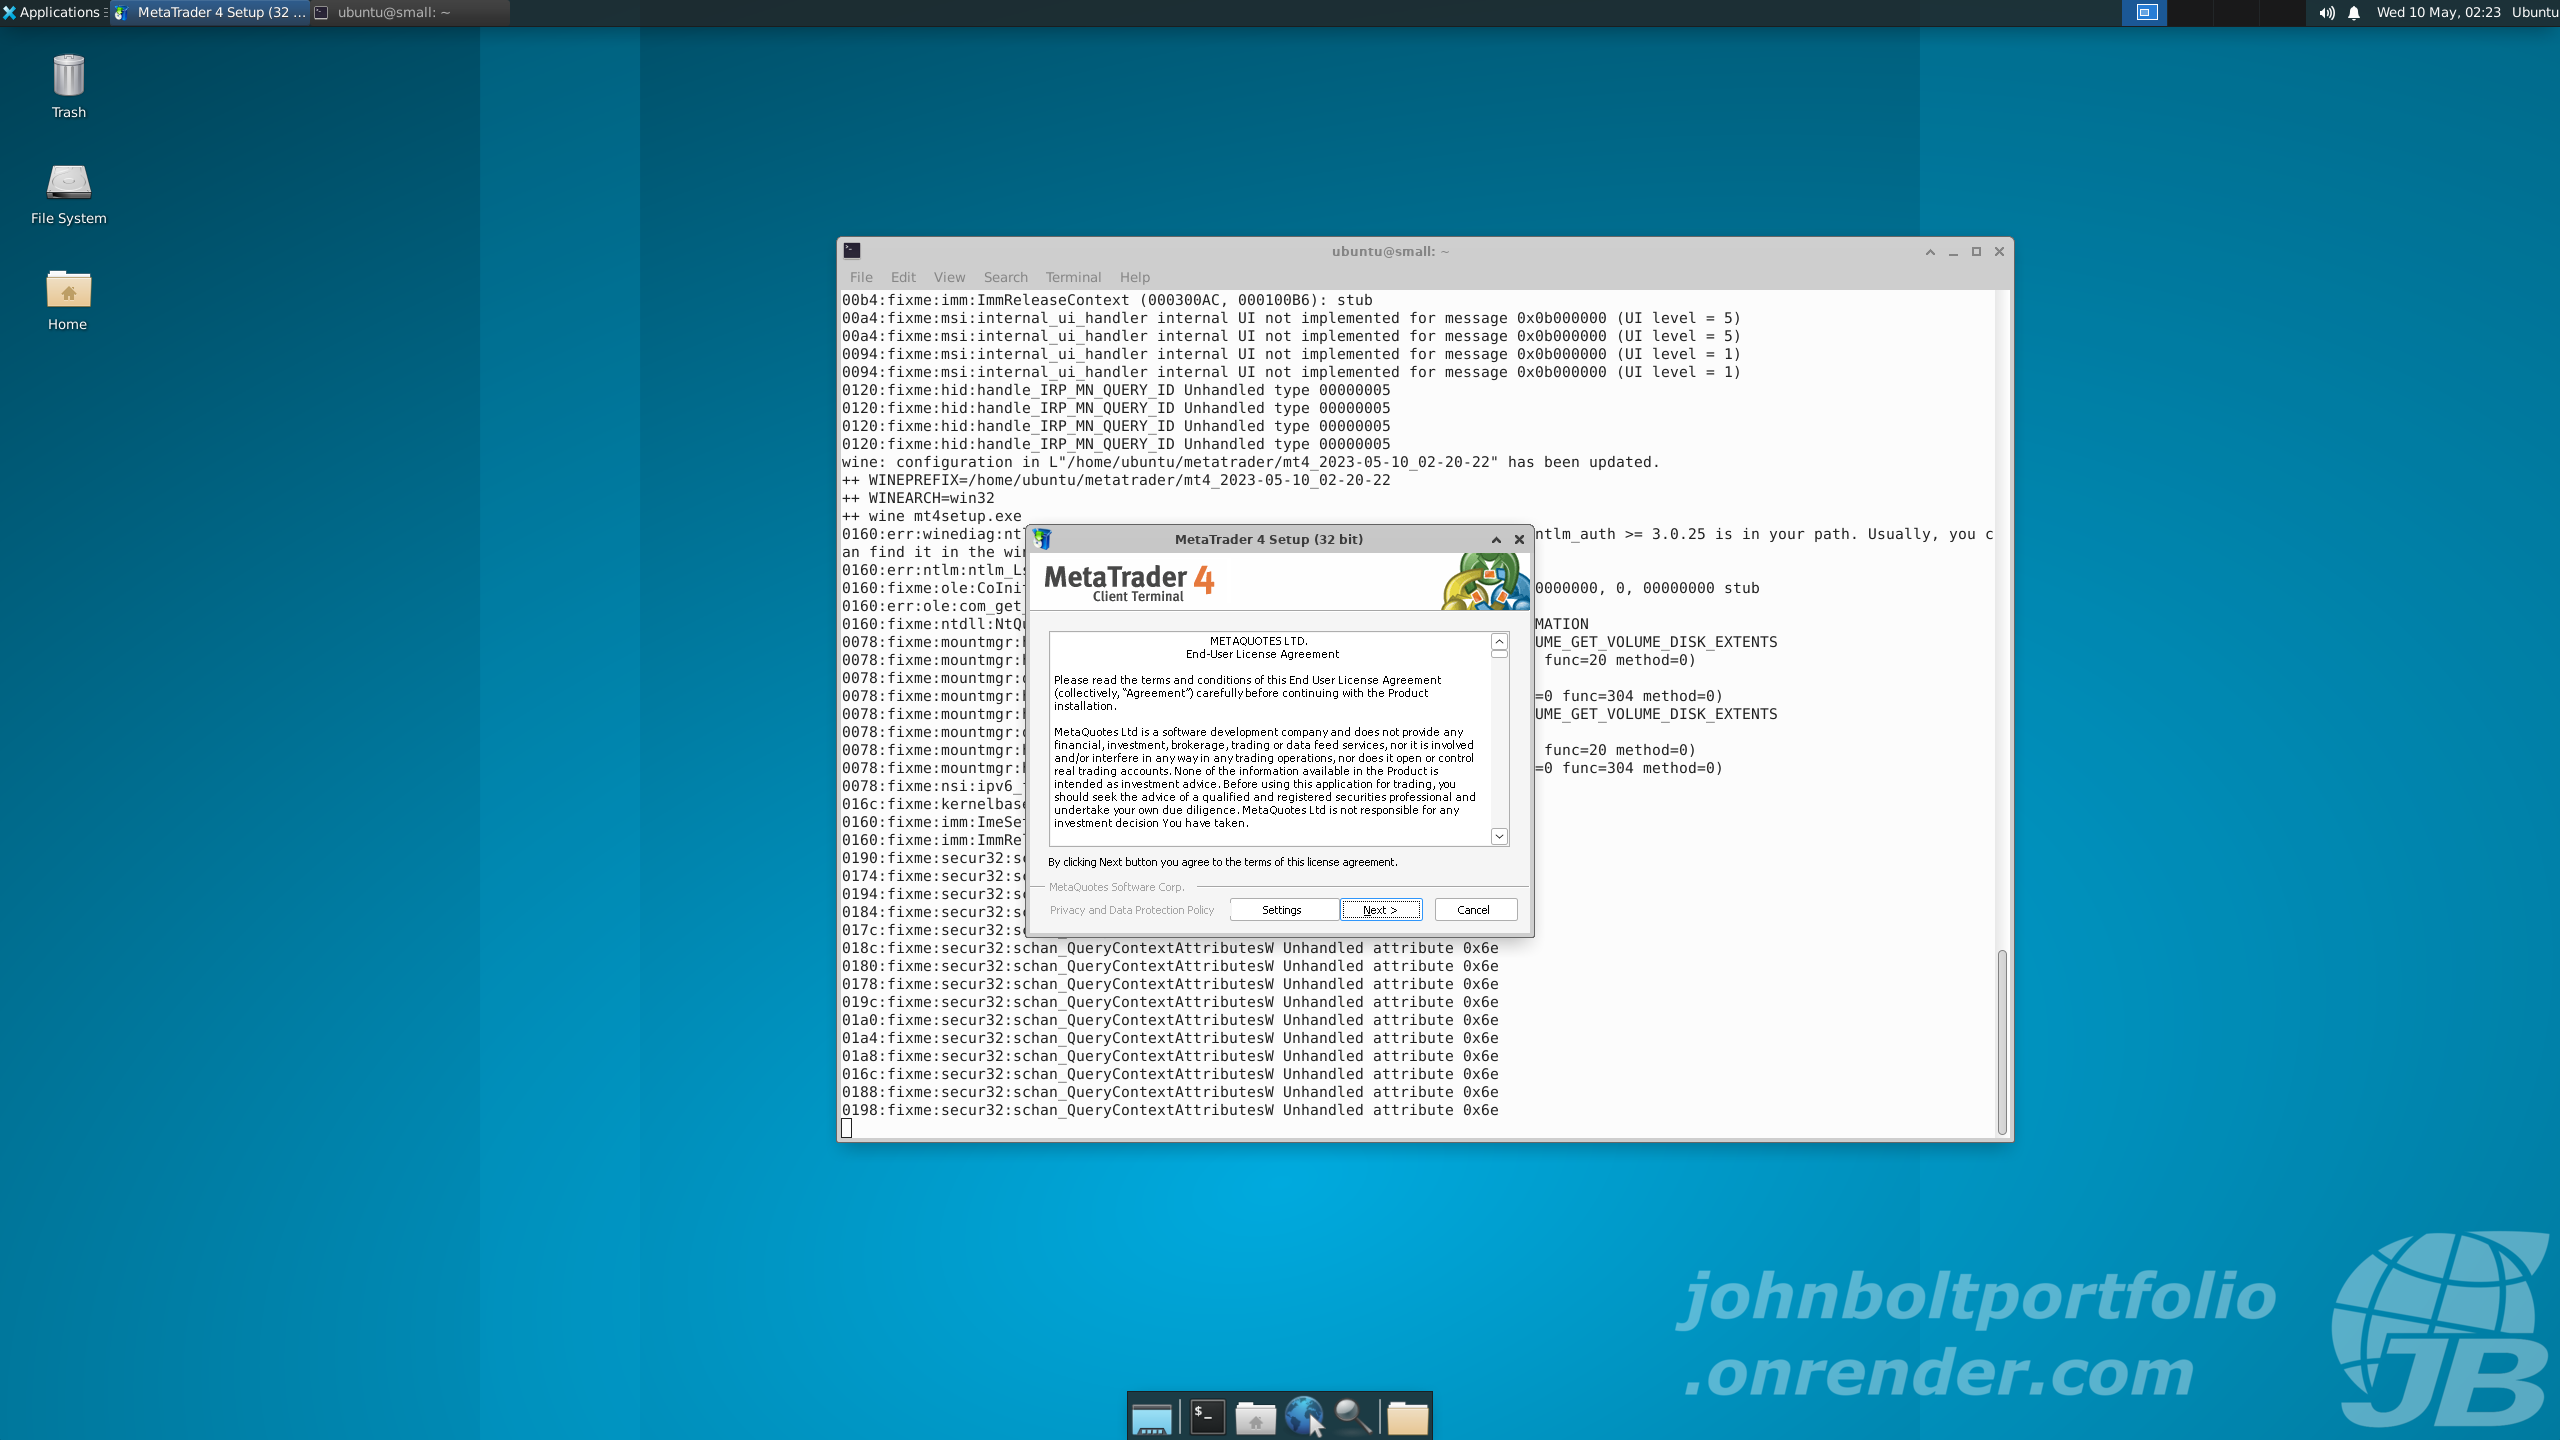 Applications
MetaTrader 4 Setup (32 ...
ubuntu@small: ~
Wed 10 May, 02:23
Ubuntu
Trash
File System
Home
ubuntu@small: ~
File Edit View Search Terminal Help
00b4:fixme:imm:ImmReleaseContext (000300AC, 000100B6): stub
00a4:fixme:msi:internal_ui_handler internal UI not implemented for message 0x0b000000 (UI level = 5)
00a4:fixme:msi:internal_ui_handler internal UI not implemented for message 0x0b000000 (UI level = 5)
0094:fixme:msi:internal_ui_handler internal UI not implemented for message 0x0b000000 (UI level = 1)
0094:fixme:msi:internal_ui_handler internal UI not implemented for message 0x0b000000 (UI level = 1)
0120:fixme:hid:handle_IRP_MN_QUERY_ID Unhandled type 00000005
0120:fixme:hid:handle_IRP_MN_QUERY_ID Unhandled type 00000005
0120:fixme:hid:handle_IRP_MN_QUERY_ID Unhandled type 00000005
0120:fixme:hid:handle_IRP_MN_QUERY_ID Unhandled type 00000005
wine: configuration in L"/home/ubuntu/metatrader/mt4_2023-05-10_02-20-22" has been updated.
++ WINEPREFIX=/home/ubuntu/metatrader/mt4_2023-05-10_02-20-22
++ WINEARCH=win32
++ wine mt4setup.exe
0160:err:winediag:nt ntlm_auth >= 3.0.25 is in your path. Usually, you c
an find it in the wi
0160:err:ntlm:ntlm_L
0160:fixme:ole:CoIni 0000000, 0, 00000000 stub
0160:err:ole:com_get_
0160:fixme:ntdll:NtQ MATION
0078:fixme:mountmgr: UME_GET_VOLUME_DISK_EXTENTS
0078:fixme:mountmgr: func=20 method=0)
0078:fixme:mountmgr:
0078:fixme:mountmgr: =0 func=304 method=0)
0078:fixme:mountmgr: UME_GET_VOLUME_DISK_EXTENTS
0078:fixme:mountmgr:
0078:fixme:mountmgr: func=20 method=0)
0078:fixme:mountmgr: =0 func=304 method=0)
0078:fixme:nsi:ipv6_
016c:fixme:kernelbase
0160:fixme:imm:ImeSe
0160:fixme:imm:ImmRe
0190:fixme:secur32:s
0174:fixme:secur32:s
0194:fixme:secur32:s
0184:fixme:secur32:s
017c:fixme:secur32:s
018c:fixme:secur32:schan_QueryContextAttributesW Unhandled attribute 0x6e
0180:fixme:secur32:schan_QueryContextAttributesW Unhandled attribute 0x6e
0178:fixme:secur32:schan_QueryContextAttributesW Unhandled attribute 0x6e
019c:fixme:secur32:schan_QueryContextAttributesW Unhandled attribute 0x6e
01a0:fixme:secur32:schan_QueryContextAttributesW Unhandled attribute 0x6e
01a4:fixme:secur32:schan_QueryContextAttributesW Unhandled attribute 0x6e
01a8:fixme:secur32:schan_QueryContextAttributesW Unhandled attribute 0x6e
016c:fixme:secur32:schan_QueryContextAttributesW Unhandled attribute 0x6e
0188:fixme:secur32:schan_QueryContextAttributesW Unhandled attribute 0x6e
0198:fixme:secur32:schan_QueryContextAttributesW Unhandled attribute 0x6e
MetaTrader 4 Setup (32 bit)
MetaTrader 4
Client Terminal
METAQUOTES LTD.
End-User License Agreement
Please read the terms and conditions of this End User License Agreement
(collectively, “Agreement”) carefully before continuing with the Product
installation.
MetaQuotes Ltd is a software development company and does not provide any
financial, investment, brokerage, trading or data feed services, nor it is involved
and/or interfere in any way in any trading operations, nor does it open or control
real trading accounts. None of the information available in the Product is
intended as investment advice. Before using this application for trading, you
should seek the advice of a qualified and registered securities professional and
undertake your own due diligence. MetaQuotes Ltd is not responsible for any
investment decision You have taken.
By clicking Next button you agree to the terms of this license agreement.
MetaQuotes Software Corp.
Privacy and Data Protection Policy
Settings
Next >
Cancel
johnboltportfolio
.onrender.com
JB
$_